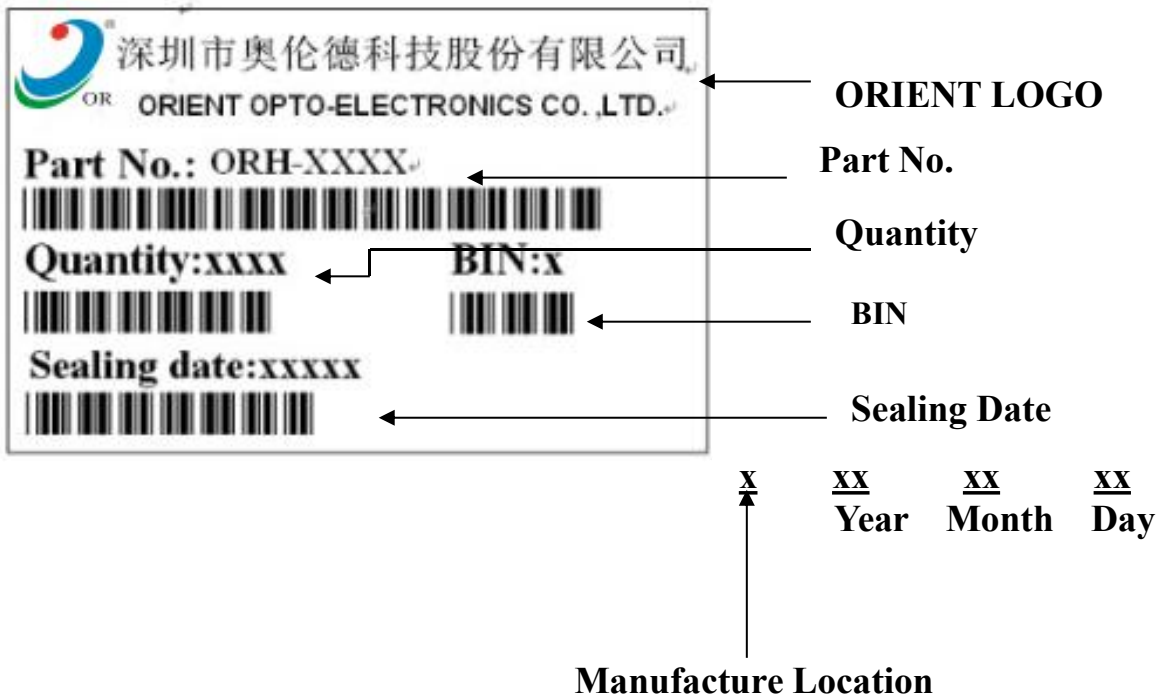 深圳市奥伦德科技股份有限公司
OR
ORIENT OPTO-ELECTRONICS CO.,LTD.
ORIENT LOGO
Part No.: ORH-XXXX
Part No.
Quantity:xxxx
BIN:x
Quantity
BIN
Sealing date:xxxxx
Sealing Date
x xx xx xx
Year Month Day
Manufacture Location